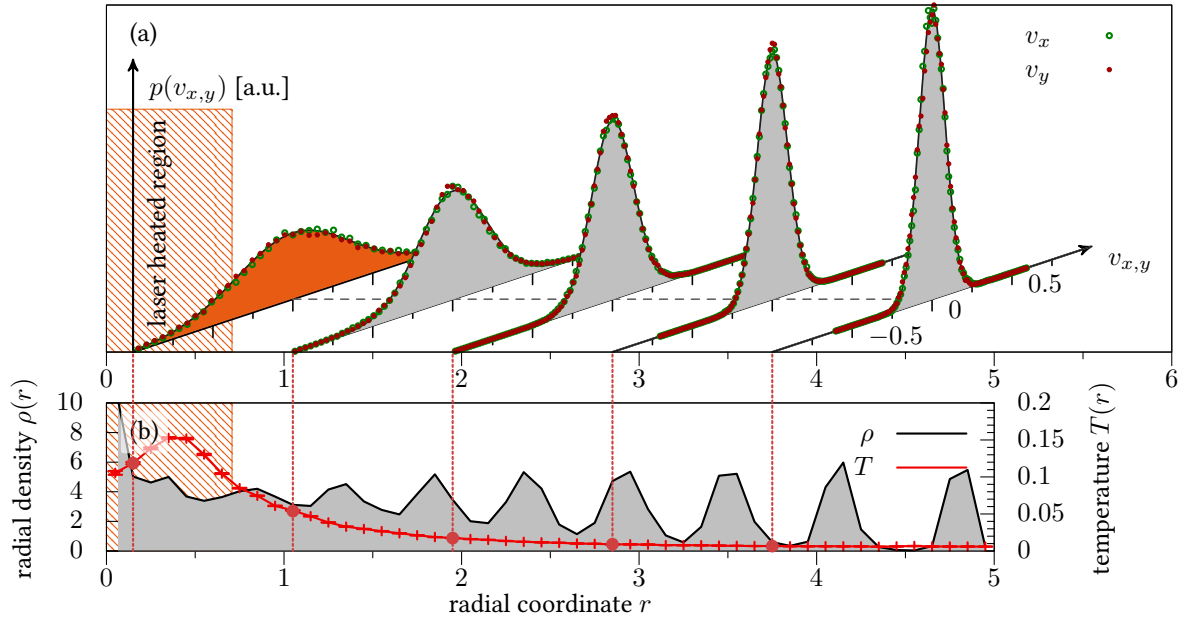 (a)
v_x
v_y
p(v_{x,y}) [a.u.]
laser heated region
v_{x,y}
0.5
0
−0.5
0 1 2 3 4 5 6
10 0.2
8 0.15
6 0.1
4 0.05
2
0 0
(b)
ρ
T
radial density ρ(r)
temperature T(r)
0 1 2 3 4 5
radial coordinate r